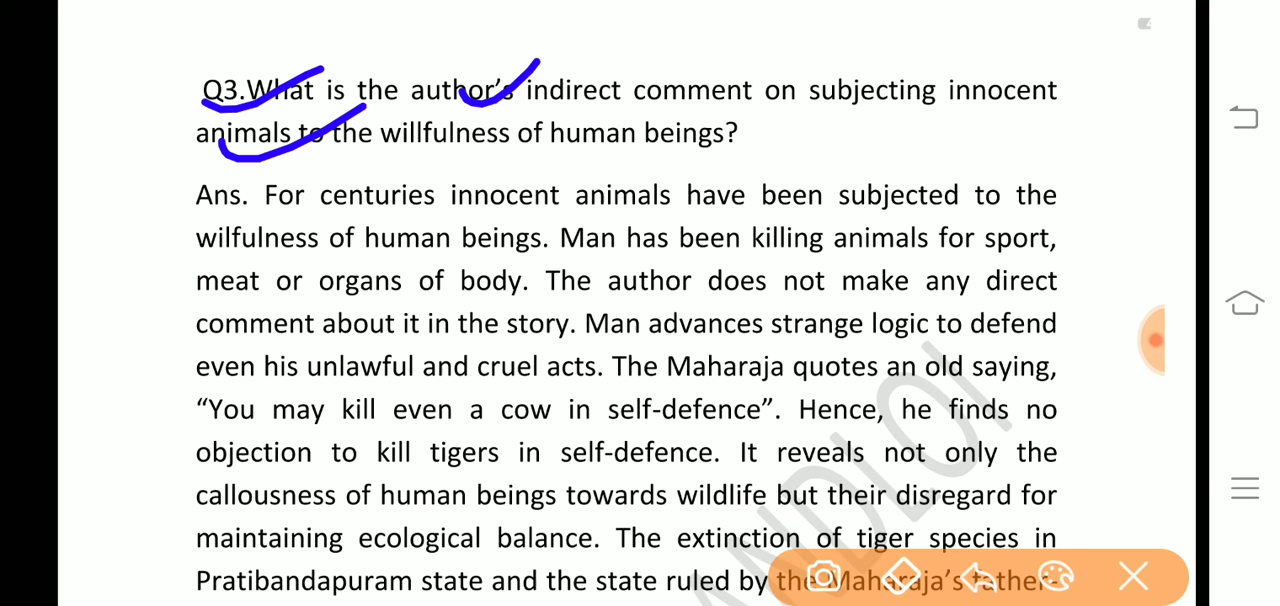 Q3.What is the author's indirect comment on subjecting innocent
animals to the willfulness of human beings?
Ans. For centuries innocent animals have been subjected to the
wilfulness of human beings. Man has been killing animals for sport,
meat or organs of body. The author does not make any direct
comment about it in the story. Man advances strange logic to defend
even his unlawful and cruel acts. The Maharaja quotes an old saying,
“You may kill even a cow in self-defence”. Hence, he finds no
objection to kill tigers in self-defence. It reveals not only the
callousness of human beings towards wildlife but their disregard for
maintaining ecological balance. The extinction of tiger species in
Pratibandapuram state and the state ruled by the Maharaja's father-